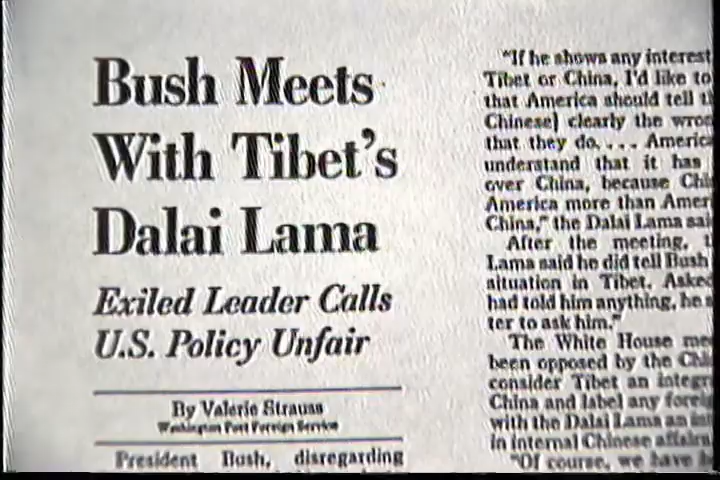 Bush Meets
With Tibet's
Dalai Lama
Exiled Leader Calls
U.S. Policy Unfair
By Valerie Strauss
Washington Post Foreign Service
President Bush, disregarding
"If he shows any interest
Tibet or China, I'd like to
that America should tell
Chinese] clearly the
that they do. . . .
understand that it has
over China, because
America more than
China," the Dalai Lama
After the meeting,
Lama said he did tell Bush
situation in Tibet. Asked
had told him anything, he
ter to ask him."
The White House
been opposed by the
consider Tibet an
China and label any
with the Dalai Lama an
in internal Chinese affairs
"Of course, we have